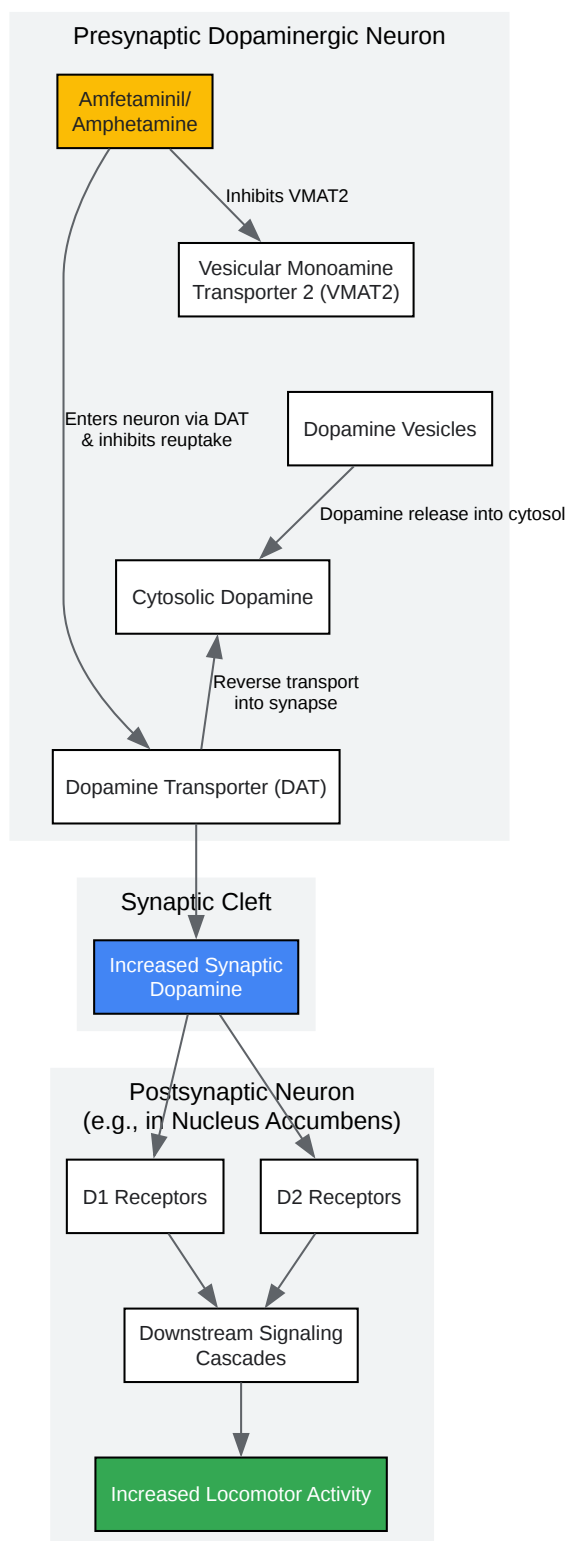 Presynaptic Dopaminergic Neuron
Amfetaminil/
Amphetamine
Inhibits VMAT2
Vesicular Monoamine
Transporter 2 (VMAT2)
Enters neuron via DAT
& inhibits reuptake
Dopamine Vesicles
Dopamine release into cytosol
Cytosolic Dopamine
Reverse transport
into synapse
Dopamine Transporter (DAT)
Synaptic Cleft
Increased Synaptic
Dopamine
Postsynaptic Neuron
(e.g., in Nucleus Accumbens)
D1 Receptors
D2 Receptors
Downstream Signaling
Cascades
Increased Locomotor Activity